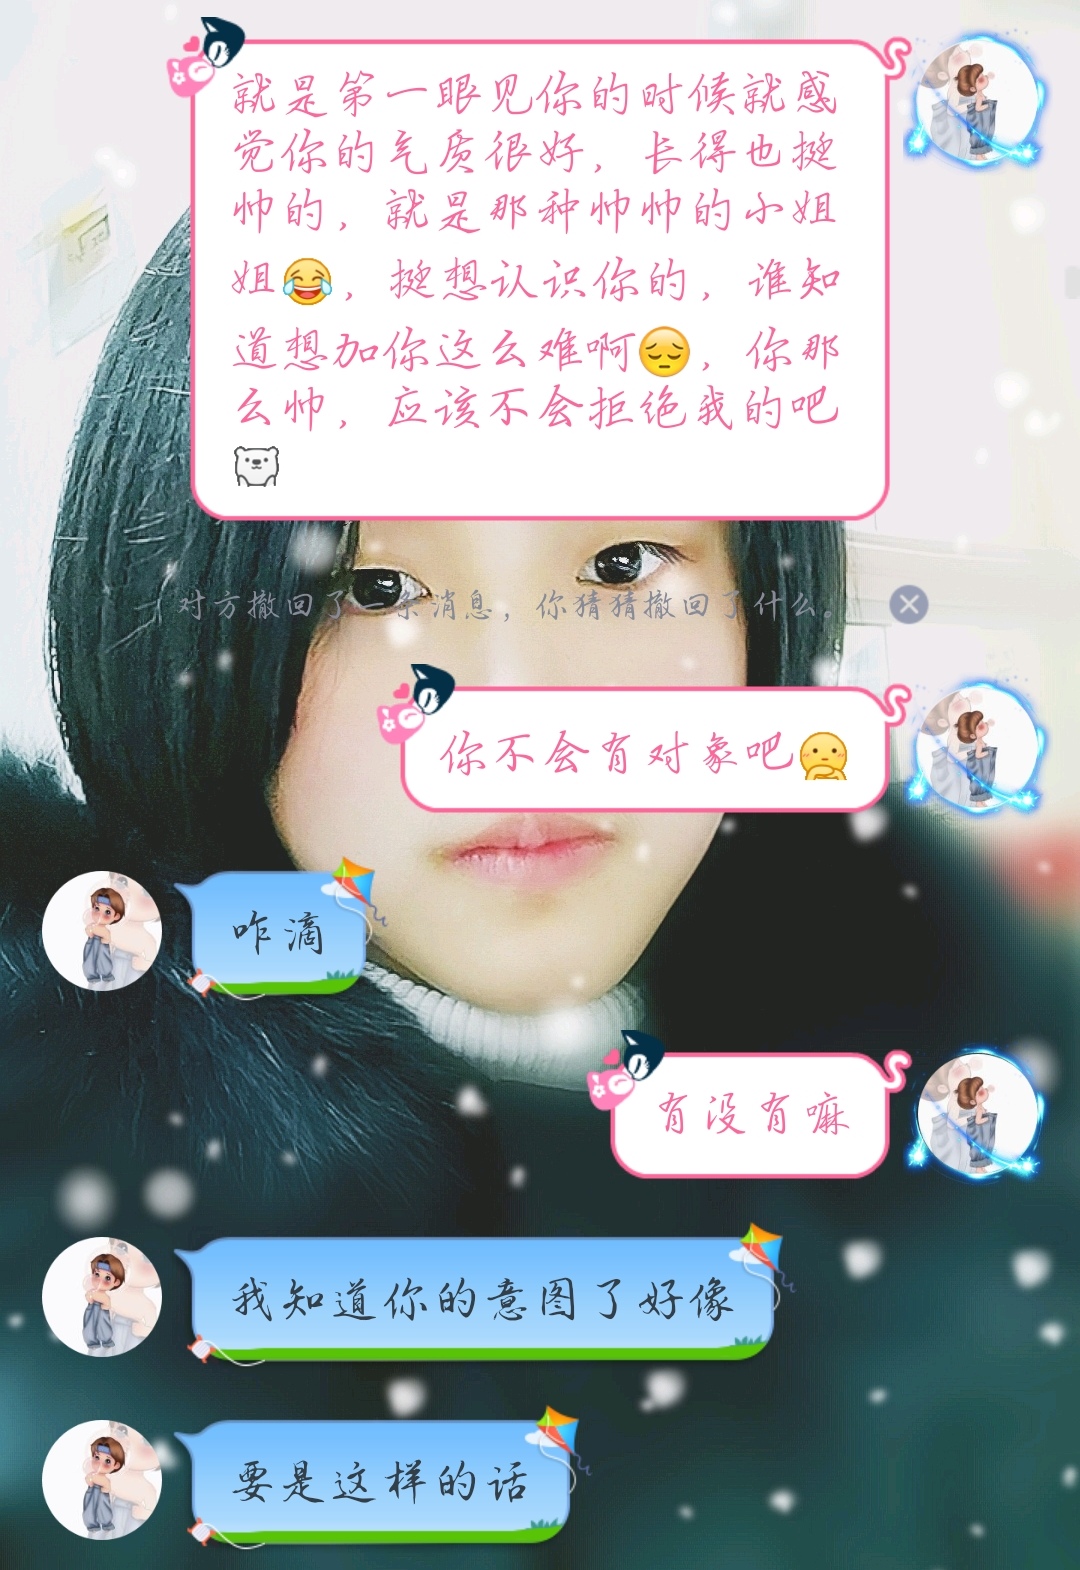 就是第一眼见你的时候就感
觉你的气质很好，长得也挺
帅的，就是那种帅帅的小姐
姐😂，挺想认识你的，谁知
道想加你这么难啊😔，你那
么帅，应该不会拒绝我的吧
对方撤回了一条消息，你猜猜撤回了什么。
你不会有对象吧
咋滴
有没有嘛
我知道你的意图了好像
要是这样的话